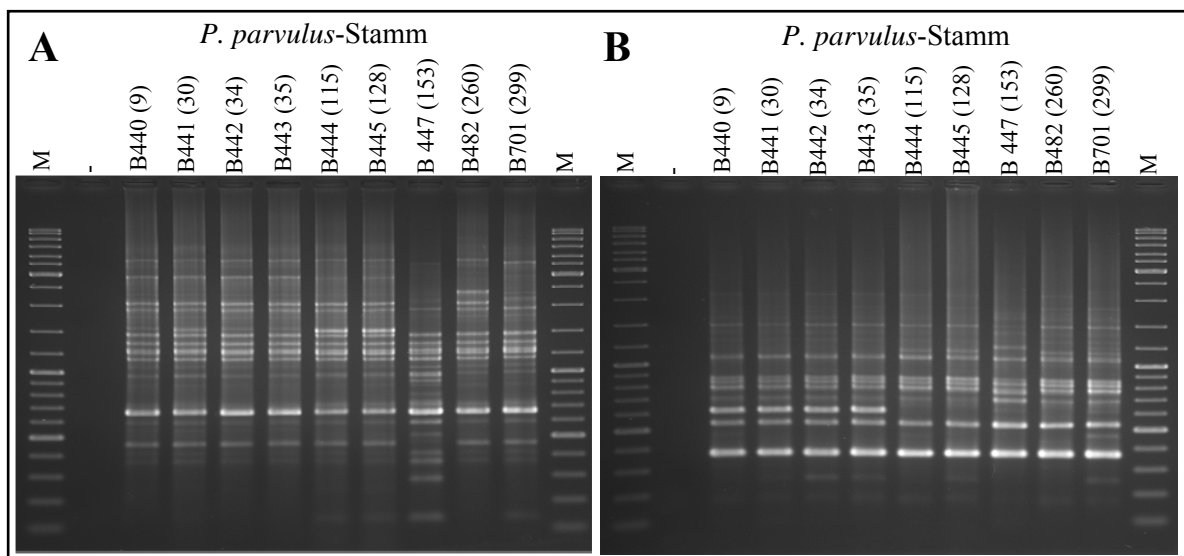 A
P. parvulus-Stamm
M
-
B440 (9)
B441 (30)
B442 (34)
B443 (35)
B444 (115)
B445 (128)
B 447 (153)
B482 (260)
B701 (299)
M
B
P. parvulus-Stamm
M
-
B440 (9)
B441 (30)
B442 (34)
B443 (35)
B444 (115)
B445 (128)
B 447 (153)
B482 (260)
B701 (299)
M